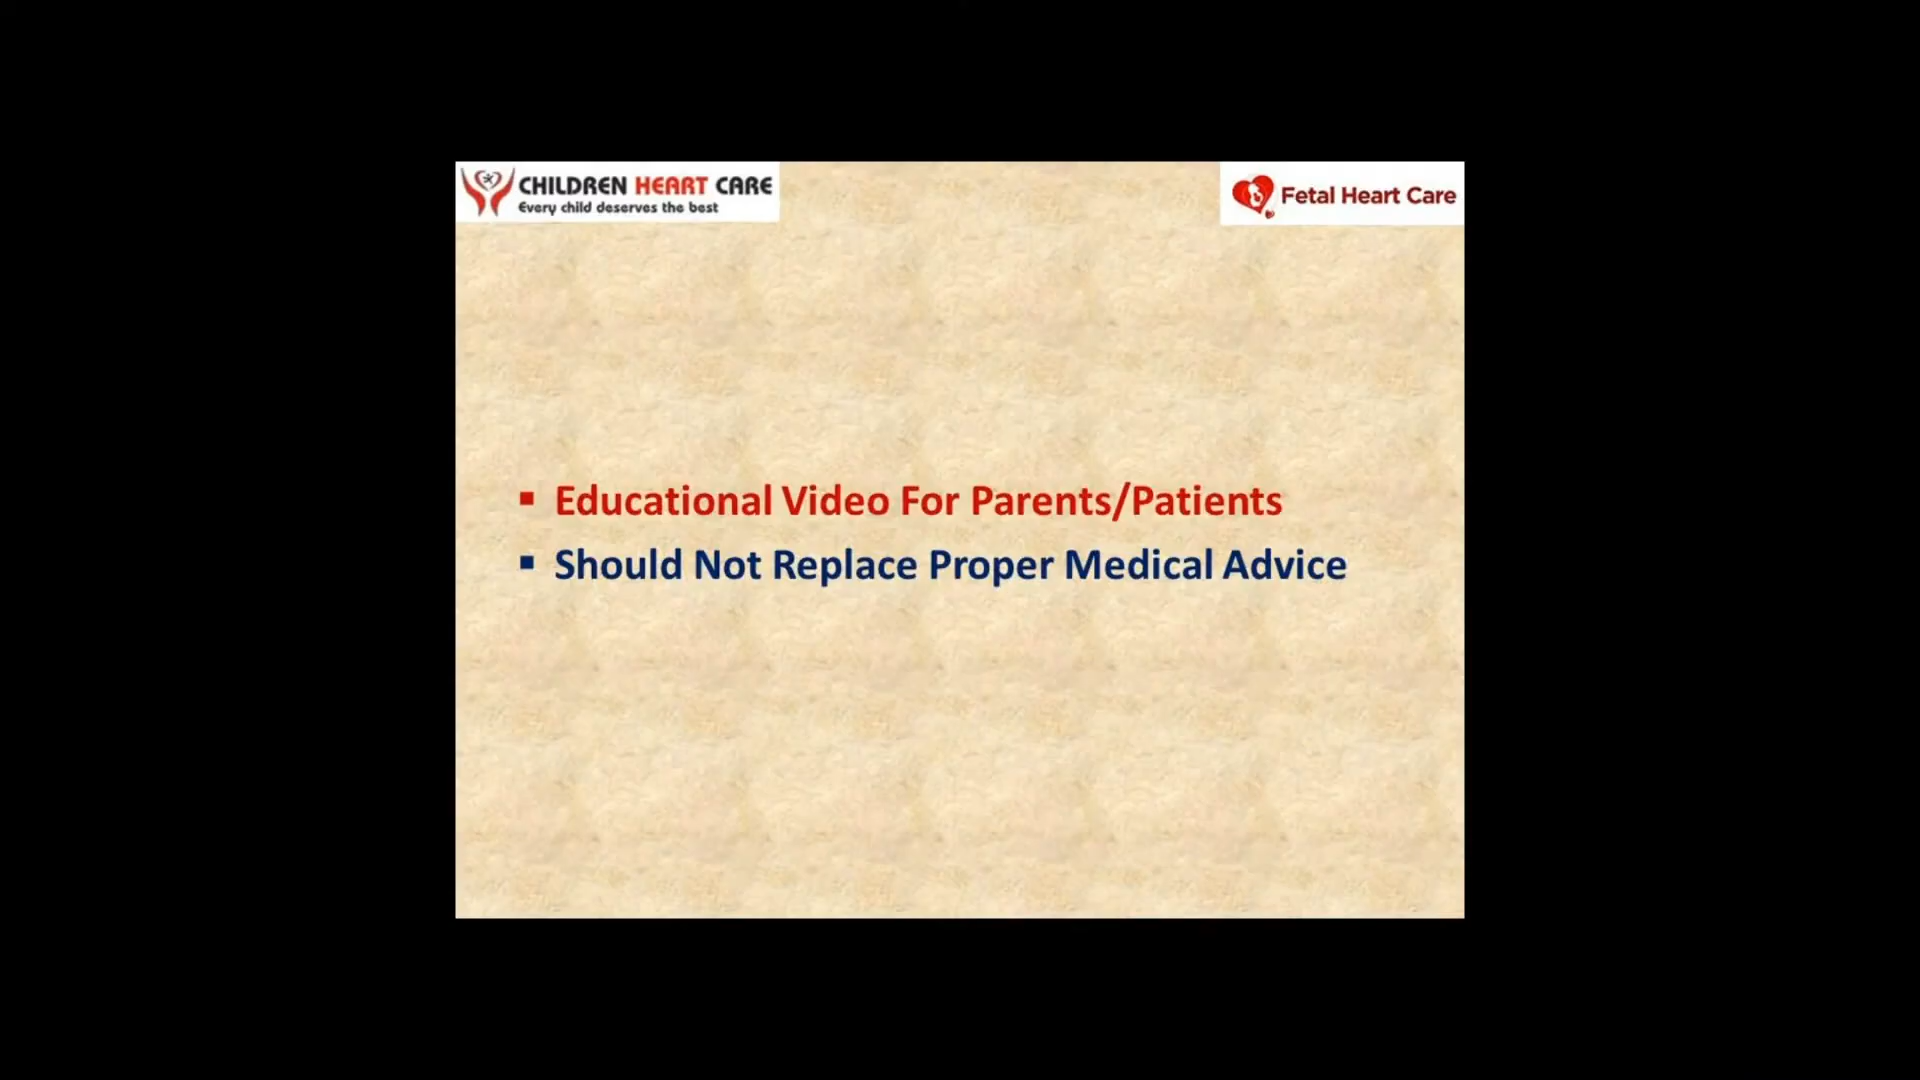 CHILDREN HEART CARE
Every child deserves the best
Fetal Heart Care
Educational Video For Parents/Patients
Should Not Replace Proper Medical Advice